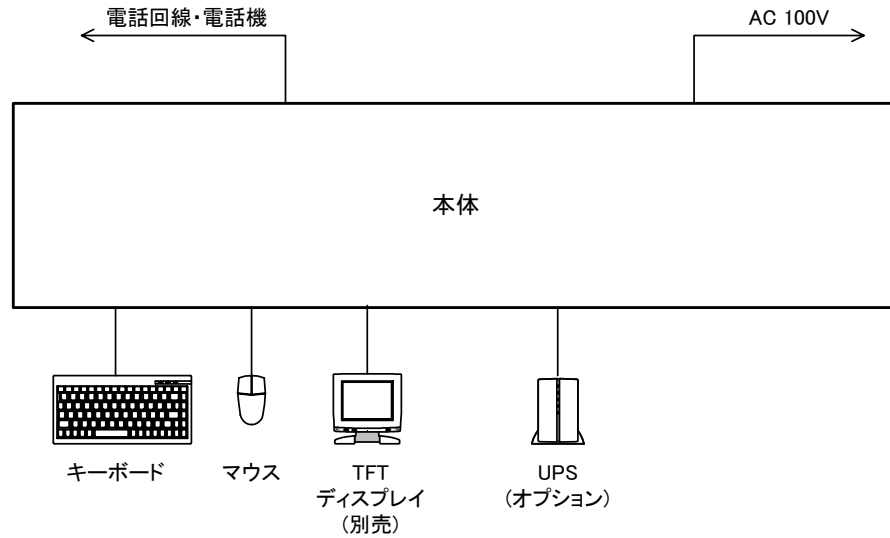 電話回線・電話機
AC 100V
本体
キーボード
マウス
TFT
ディスプレイ
(別売)
UPS
(オプション)